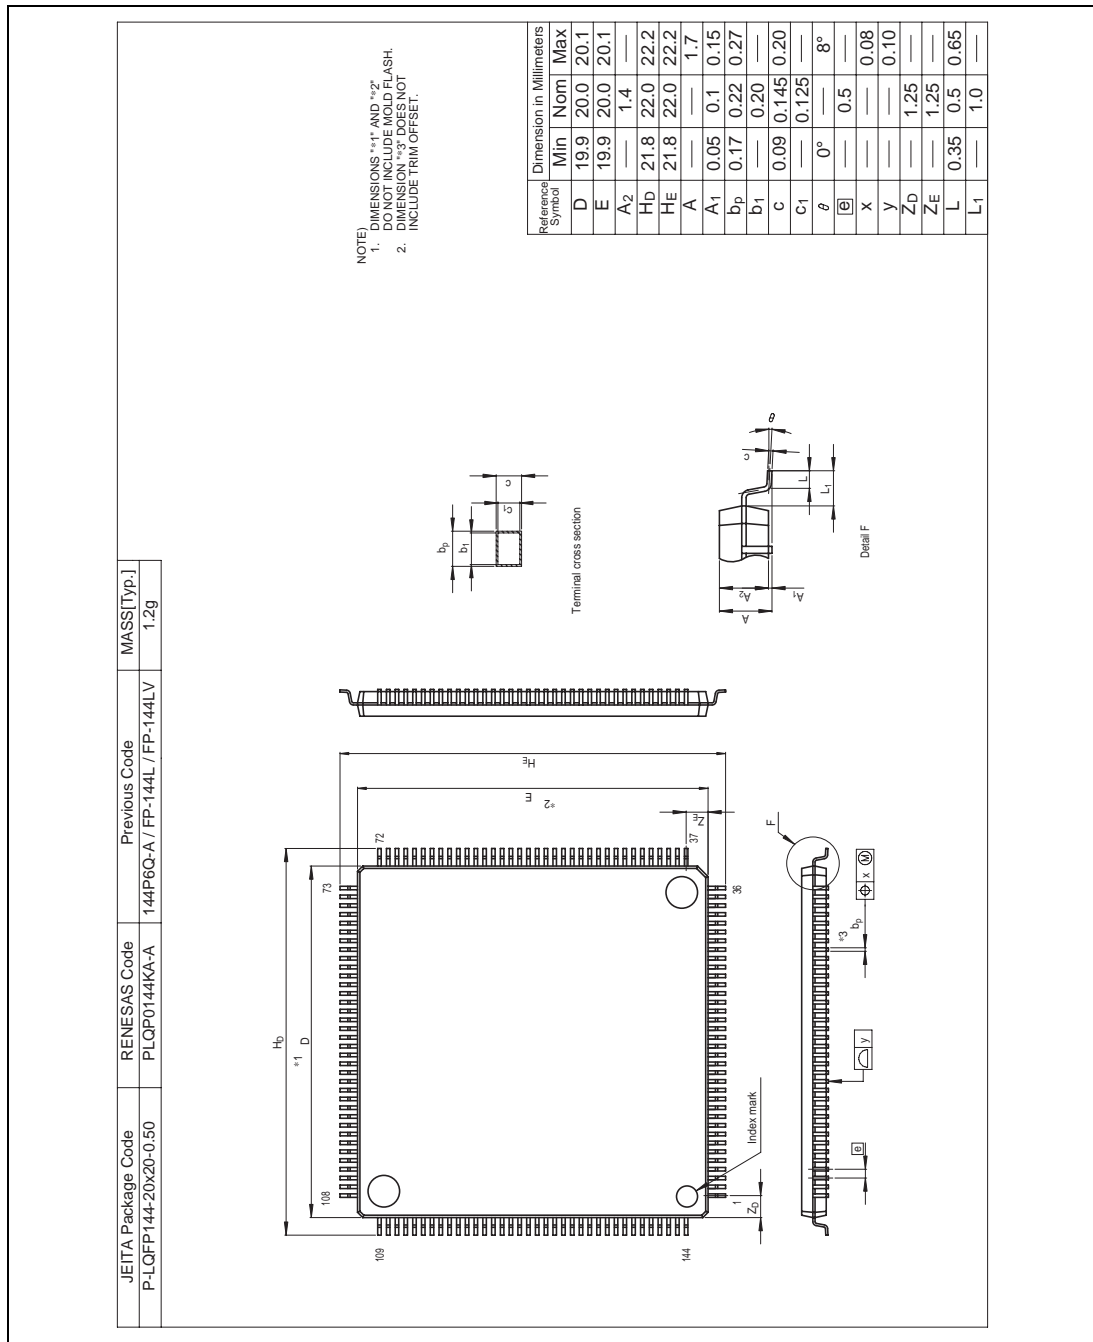 JEITA Package Code RENESAS Code Previous Code MASS[Typ.]
P-LQFP144-20x20-0.50 PLQP0144KA-A 144P6Q-A / FP-144L / FP-144LV 1.2g
NOTE)
1. DIMENSIONS "*1" AND "*2"
DO NOT INCLUDE MOLD FLASH.
2. DIMENSION "*3" DOES NOT
INCLUDE TRIM OFFSET.
HD
*1 D
108
73
109
72
144
37
1
36
ZD
Index mark
HE
E
*2
ZE
F
e
y
*3
bp
x M
bp
b1
c1
c
Terminal cross section
A
A2
A1
c
θ
L
L1
Detail F
Reference Symbol Dimension in Millimeters
Min Nom Max
D 19.9 20.0 20.1
E 19.9 20.0 20.1
A2 — 1.4 —
HD 21.8 22.0 22.2
HE 21.8 22.0 22.2
A — — 1.7
A1 0.05 0.1 0.15
bp 0.17 0.22 0.27
b1 — 0.20 —
c 0.09 0.145 0.20
c1 — 0.125 —
θ 0° — 8°
e — 0.5 —
x — — 0.08
y — — 0.10
ZD — 1.25 —
ZE — 1.25 —
L 0.35 0.5 0.65
L1 — 1.0 —